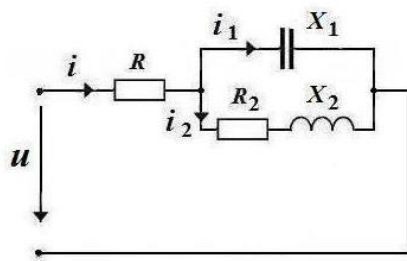 i₁ X₁
i R
i₂ R₂ X₂
u